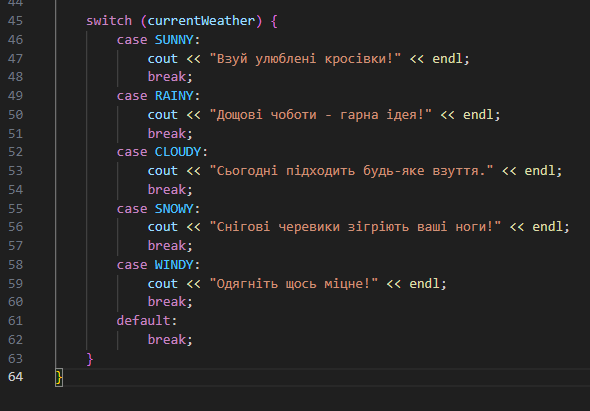 44
45 switch (currentWeather) {
46 case SUNNY:
47 cout << "Взуй улюблені кросівки!" << endl;
48 break;
49 case RAINY:
50 cout << "Дощові чоботи - гарна ідея!" << endl;
51 break;
52 case CLOUDY:
53 cout << "Сьогодні підходить будь-яке взуття." << endl;
54 break;
55 case SNOWY:
56 cout << "Снігові черевики зігріють ваші ноги!" << endl;
57 break;
58 case WINDY:
59 cout << "Одягніть щось міцне!" << endl;
60 break;
61 default:
62 break;
63 }
64 }